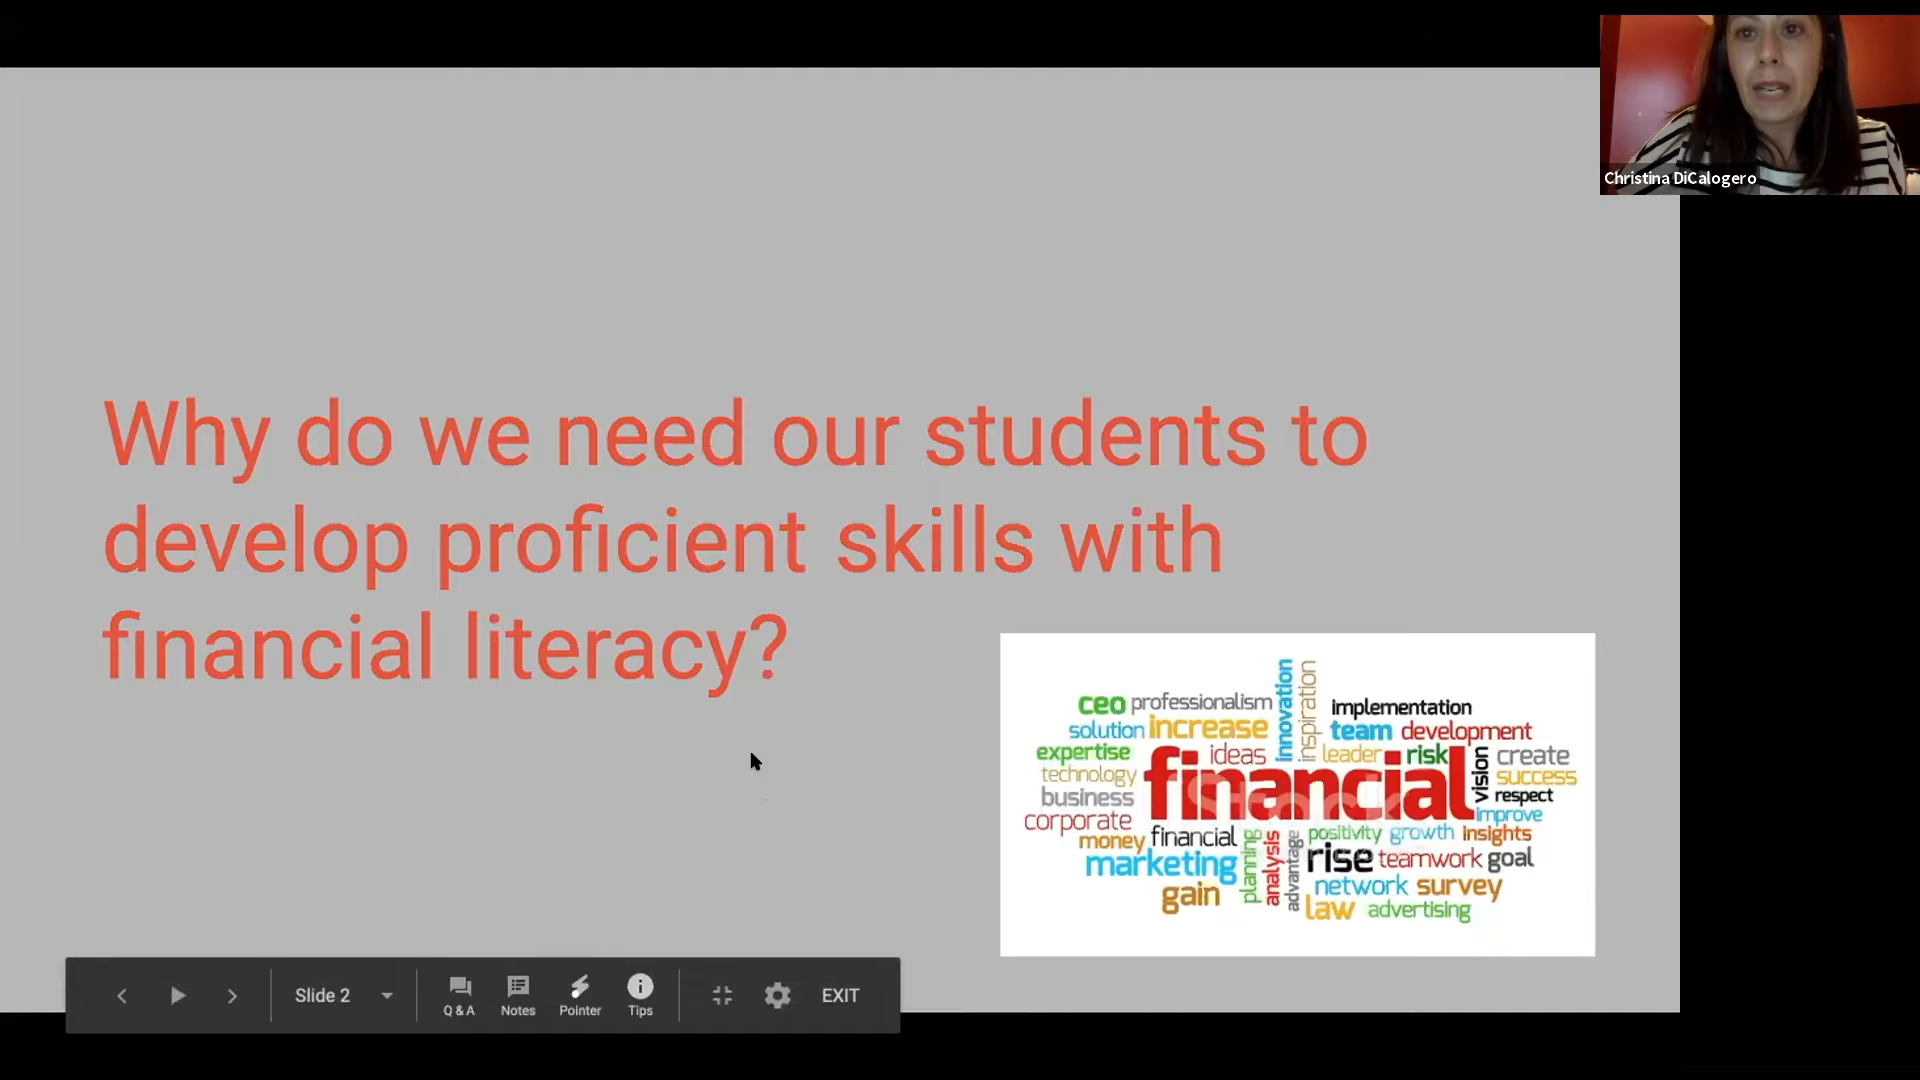 Christina DiCalogero
Why do we need our students to
develop proficient skills with
financial literacy?
innovation
inspiration
ceo professionalism
implementation
solution increase
team development
expertise
ideas
leader risk
vision
create
technology
financial
success
business
respect
corporate
improve
money financial
planning
analysis
advantage
positivity growth insights
marketing
rise teamwork goal
gain
network survey
law advertising
Stock
Slide 2
Q & A
Notes
Pointer
Tips
EXIT